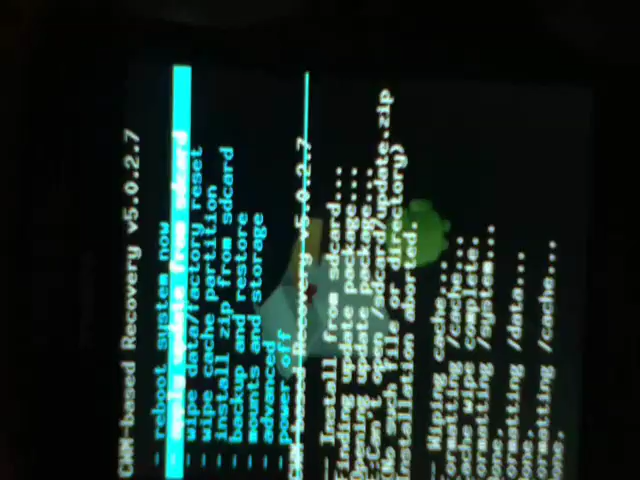 CWM-based Recovery v5.0.2.7
- reboot system now
- apply update from sdcard
- wipe data/factory reset
- wipe cache partition
- install zip from sdcard
- backup and restore
- mounts and storage
- advanced
- power off
CWM-based Recovery v5.0.2.7
-- Install from sdcard...
Finding update package...
Opening update package...
E:Can't open /sdcard/update.zip
(No such file or directory)
Installation aborted.
-- Wiping cache...
Formatting /cache...
Cache wipe complete.
Formatting /system...
Done.
Formatting /data...
Done.
Formatting /cache...
Done.